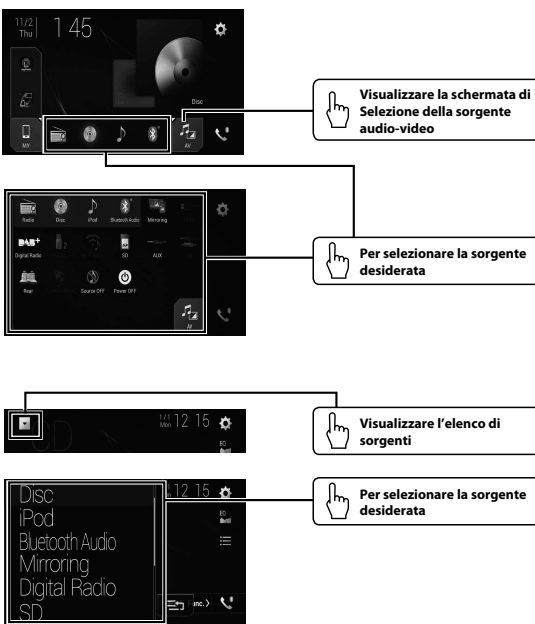 11/2
Thu
1 45
Disc
MY
AV
Visualizzare la schermata di
Selezione della sorgente
audio-video
Radio
Disc
iPod
Bluetooth Audio
Mirroring
DAB+
Digital Radio
SD
AUX
Rear
Source OFF
Power OFF
AV
Per selezionare la sorgente
desiderata
CD
1/1
Mon
12 15
EQ
Visualizzare l'elenco di
sorgenti
Disc
iPod
Bluetooth Audio
Mirroring
Digital Radio
SD
12 15
EQ
Per selezionare la sorgente
desiderata